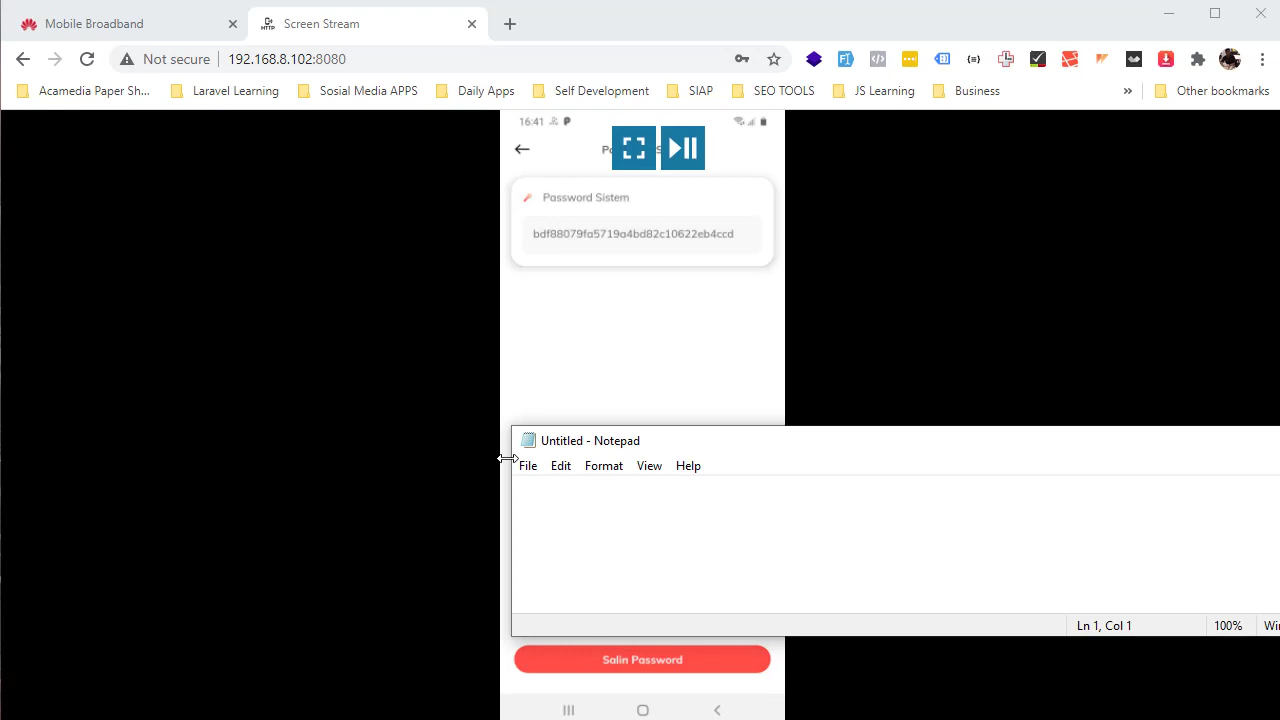 Mobile Broadband
Screen Stream
Not secure
192.168.8.102:8080
Acamedia Paper Sh...
Laravel Learning
Sosial Media APPS
Daily Apps
Self Development
SIAP
SEO TOOLS
JS Learning
Business
»
Other bookmarks
16:41
Password Sistem
bdf88079fa5719a4bd82c10622eb4ccd
Untitled - Notepad
File Edit Format View Help
Ln 1, Col 1
100%
Salin Password